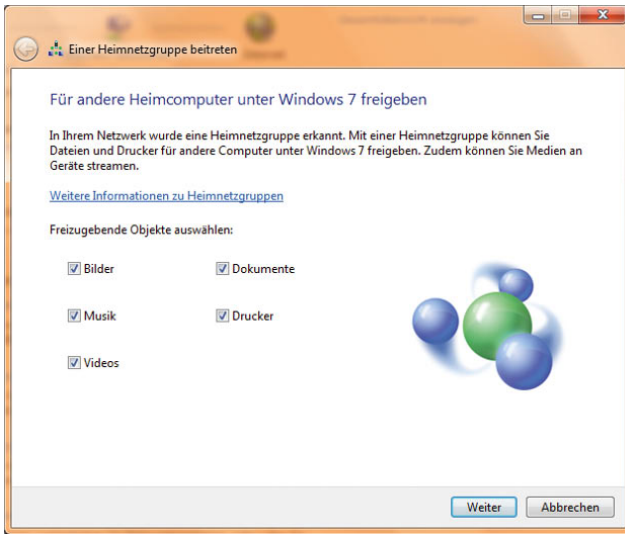 Einer Heimnetzgruppe beitreten
Für andere Heimcomputer unter Windows 7 freigeben
In Ihrem Netzwerk wurde eine Heimnetzgruppe erkannt. Mit einer Heimnetzgruppe können Sie
Dateien und Drucker für andere Computer unter Windows 7 freigeben. Zudem können Sie Medien an
Geräte streamen.
Weitere Informationen zu Heimnetzgruppen
Freizugebende Objekte auswählen:
Bilder
Dokumente
Musik
Drucker
Videos
Weiter
Abbrechen